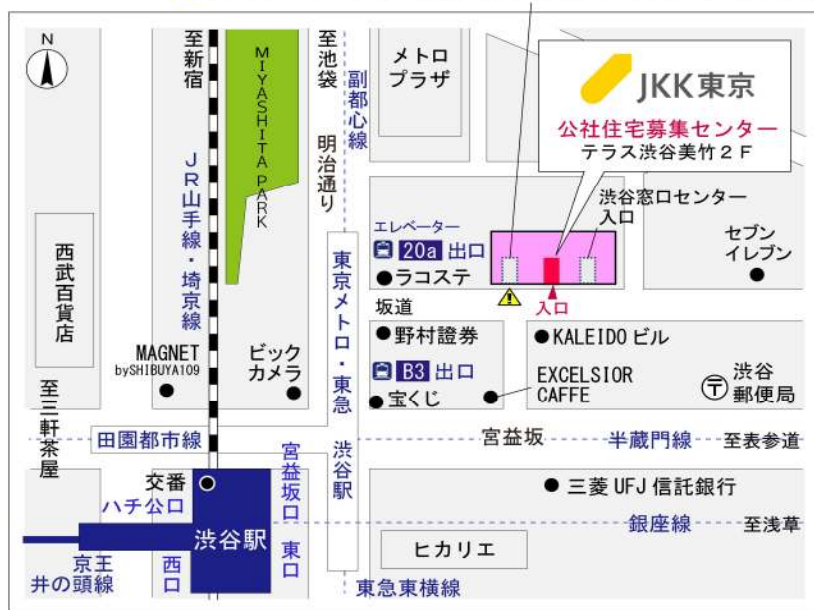 N
至新宿
MIYASHITA PARK
至池袋
副都心線
明治通り
メトロ
プラザ
JKK東京
公社住宅募集センター
テラス渋谷美竹2F
JR山手線・埼京線
西武百貨店
エレベーター
20a 出口
ラコステ
渋谷窓口センター
入口
セブン
イレブン
入口
坂道
東京メトロ・東急 渋谷駅
野村證券
KALEIDO ビル
MAGNET
bySHIBUYA109
ビック
カメラ
B3 出口
宝くじ
EXCELSIOR
CAFFE
〒
渋谷
郵便局
至三軒茶屋
田園都市線
宮益坂
半蔵門線
至表参道
交番
宮益坂口
三菱 UFJ 信託銀行
ハチ公口
渋谷駅
銀座線
至浅草
京王
井の頭線
西口
東口
ヒカリエ
東急東横線